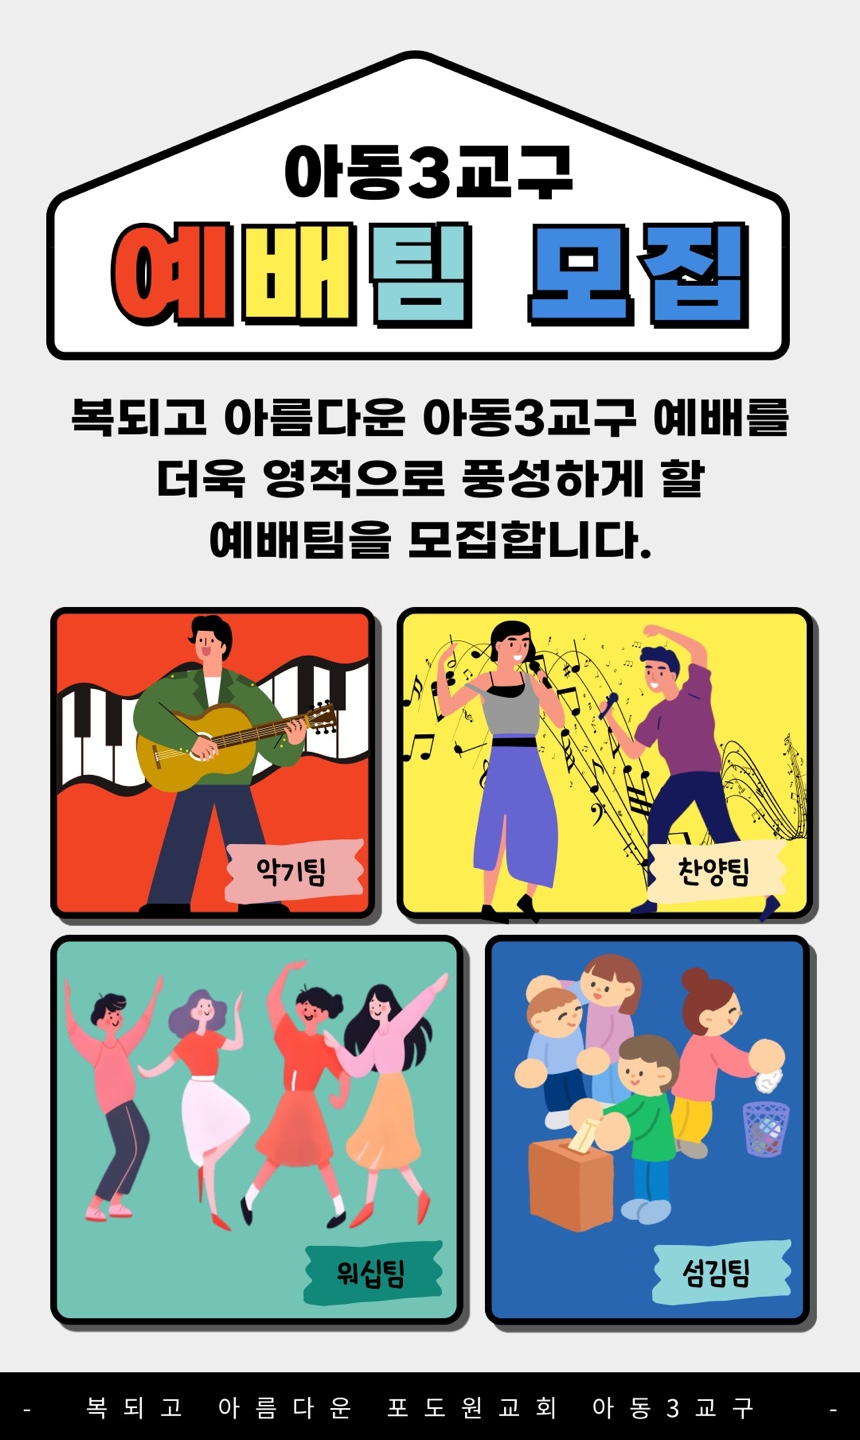 아동3교구
예배팀 모집
복되고 아름다운 아동3교구 예배를
더욱 영적으로 풍성하게 할
예배팀을 모집합니다.
악기팀
찬양팀
워십팀
섬김팀
- 복되고 아름다운 포도원교회 아동3교구 -